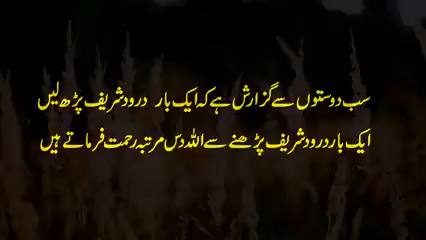 سب دوستوں سے گزارش ہے کہ ایک بار درود شریف پڑھ لیں
ایک بار درود شریف پڑھنے سے اللہ دس مرتبہ رحمت فرماتے ہیں